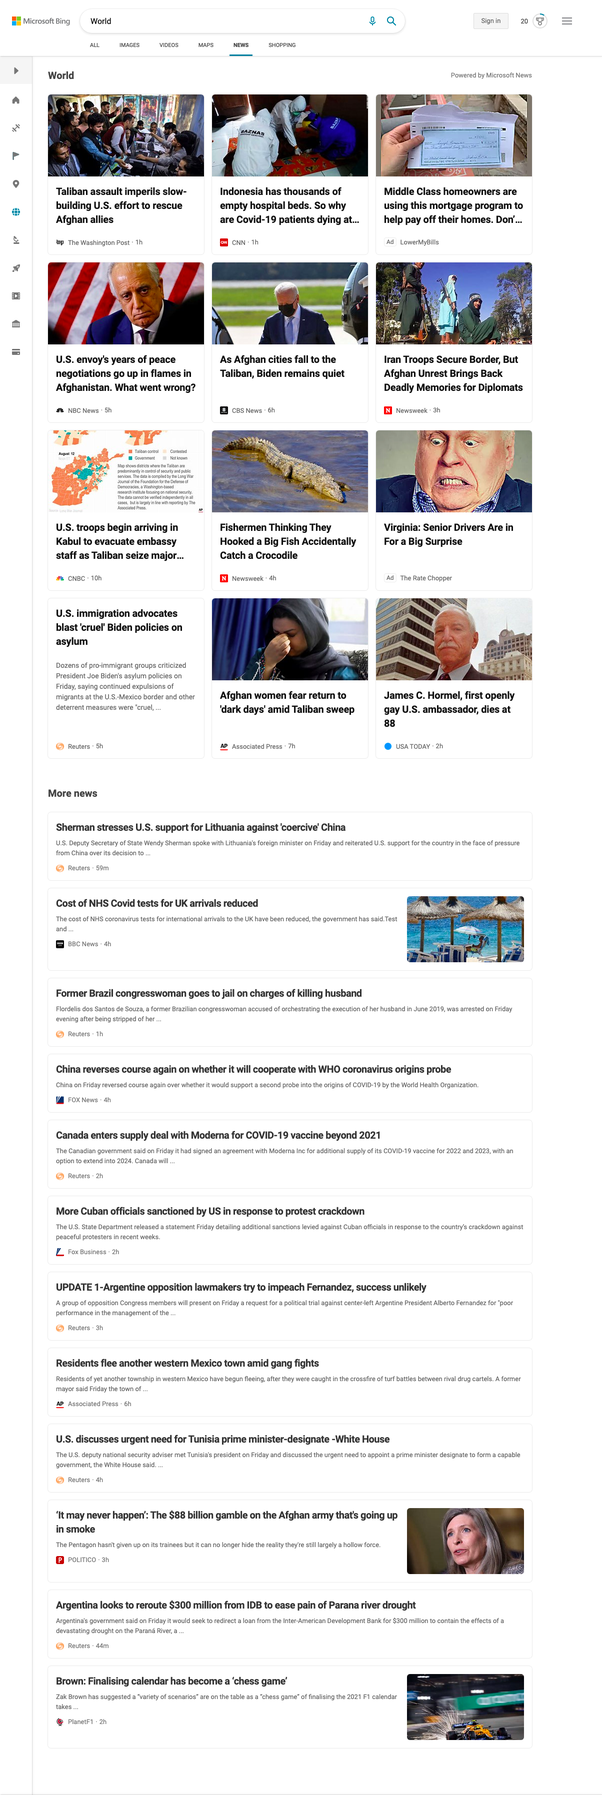 Microsoft Bing
World
Sign in
20
ALL
IMAGES
VIDEOS
MAPS
NEWS
SHOPPING
World
Powered by Microsoft News
Taliban assault imperils slow-
building U.S. effort to rescue
Afghan allies
The Washington Post · 1h
BAZNAS
Indonesia has thousands of
empty hospital beds. So why
are Covid-19 patients dying at...
CNN · 1h
Middle Class homeowners are
using this mortgage program to
help pay off their homes. Don'...
Ad LowerMyBills
U.S. envoy's years of peace
negotiations go up in flames in
Afghanistan. What went wrong?
NBC News · 5h
As Afghan cities fall to the
Taliban, Biden remains quiet
CBS News · 6h
Iran Troops Secure Border, But
Afghan Unrest Brings Back
Deadly Memories for Diplomats
Newsweek · 3h
August 12
Taliban control
Contested
Government
Not known
U.S. troops begin arriving in
Kabul to evacuate embassy
staff as Taliban seize major...
CNBC · 10h
Fishermen Thinking They
Hooked a Big Fish Accidentally
Catch a Crocodile
Newsweek · 4h
Virginia: Senior Drivers Are in
For a Big Surprise
Ad The Rate Chopper
U.S. immigration advocates
blast 'cruel' Biden policies on
asylum
Dozens of pro-immigrant groups criticized
President Joe Biden's asylum policies on
Friday, saying continued expulsions of
migrants at the U.S.-Mexico border and other
deterrent measures were "cruel, ...
Reuters · 5h
Afghan women fear return to
'dark days' amid Taliban sweep
AP Associated Press · 7h
James C. Hormel, first openly
gay U.S. ambassador, dies at
88
USA TODAY · 2h
More news
Sherman stresses U.S. support for Lithuania against 'coercive' China
U.S. Deputy Secretary of State Wendy Sherman spoke with Lithuania's foreign minister on Friday and reiterated U.S. support for the country in the face of pressure
from China over its decision to ...
Reuters · 59m
Cost of NHS Covid tests for UK arrivals reduced
The cost of NHS coronavirus tests for international arrivals to the UK have been reduced, the government has said.Test
and ...
BBC News · 4h
Former Brazil congresswoman goes to jail on charges of killing husband
Flordelis dos Santos de Souza, a former Brazilian congresswoman accused of orchestrating the execution of her husband in June 2019, was arrested on Friday
evening after being stripped of her ...
Reuters · 1h
China reverses course again on whether it will cooperate with WHO coronavirus origins probe
China on Friday reversed course again over whether it would support a second probe into the origins of COVID-19 by the World Health Organization.
FOX News · 4h
Canada enters supply deal with Moderna for COVID-19 vaccine beyond 2021
The Canadian government said on Friday it had signed an agreement with Moderna Inc for additional supply of its COVID-19 vaccine for 2022 and 2023, with an
option to extend into 2024. Canada will ...
Reuters · 2h
More Cuban officials sanctioned by US in response to protest crackdown
The U.S. State Department released a statement Friday detailing additional sanctions levied against Cuban officials in response to the country's crackdown against
peaceful protesters in recent weeks.
Fox Business · 2h
UPDATE 1-Argentine opposition lawmakers try to impeach Fernandez, success unlikely
A group of opposition Congress members will present on Friday a request for a political trial against center-left Argentine President Alberto Fernandez for "poor
performance in the management of the ...
Reuters · 3h
Residents flee another western Mexico town amid gang fights
Residents of yet another township in western Mexico have begun fleeing, after they were caught in the crossfire of turf battles between rival drug cartels. A former
mayor said Friday the town of ...
AP Associated Press · 6h
U.S. discusses urgent need for Tunisia prime minister-designate -White House
The U.S. deputy national security adviser met Tunisia's president on Friday and discussed the urgent need to appoint a prime minister designate to form a capable
government, the White House said. ...
Reuters · 4h
'It may never happen': The $88 billion gamble on the Afghan army that's going up
in smoke
The Pentagon hasn't given up on its trainees but it can no longer hide the reality they're still largely a hollow force.
POLITICO · 3h
Argentina looks to reroute $300 million from IDB to ease pain of Parana river drought
Argentina's government said on Friday it would seek to redirect a loan from the Inter-American Development Bank for $300 million to contain the effects of a
devastating drought on the Paraná River, a ...
Reuters · 44m
Brown: Finalising calendar has become a 'chess game'
Zak Brown has suggested a "variety of scenarios" are on the table as a "chess game" of finalising the 2021 F1 calendar
takes ...
PlanetF1 · 2h